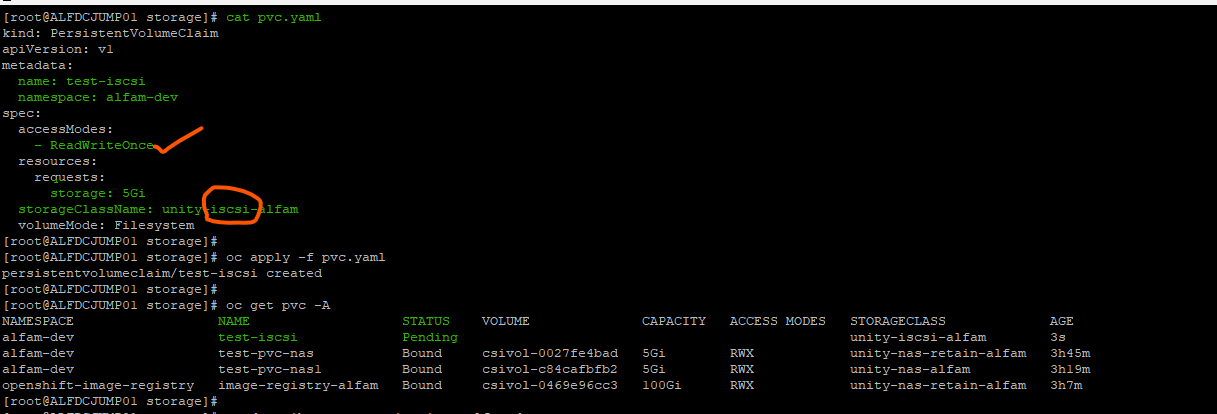 [root@ALFDCJUMP01 storage]# cat pvc.yaml
kind: PersistentVolumeClaim
apiVersion: v1
metadata:
  name: test-iscsi
  namespace: alfam-dev
spec:
  accessModes:
    - ReadWriteOnce
  resources:
    requests:
      storage: 5Gi
  storageClassName: unity-iscsi-alfam
  volumeMode: Filesystem
[root@ALFDCJUMP01 storage]#
[root@ALFDCJUMP01 storage]# oc apply -f pvc.yaml
persistentvolumeclaim/test-iscsi created
[root@ALFDCJUMP01 storage]#
[root@ALFDCJUMP01 storage]# oc get pvc -A
NAMESPACE NAME STATUS VOLUME CAPACITY ACCESS MODES STORAGECLASS AGE
alfam-dev test-iscsi Pending unity-iscsi-alfam 3s
alfam-dev test-pvc-nas Bound csivol-0027fe4bad 5Gi RWX unity-nas-retain-alfam 3h45m
alfam-dev test-pvc-nas1 Bound csivol-c84cafbfb2 5Gi RWX unity-nas-alfam 3h19m
openshift-image-registry image-registry-alfam Bound csivol-0469e96cc3 100Gi RWX unity-nas-retain-alfam 3h7m
[root@ALFDCJUMP01 storage]#